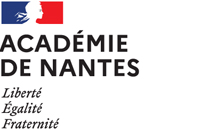 ACADÉMIE
DE NANTES
Liberté
Égalité
Fraternité